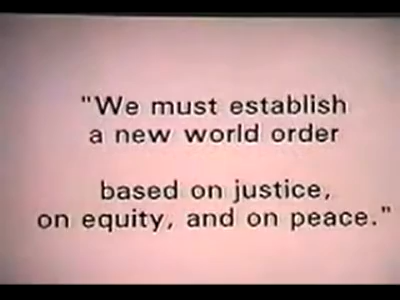 "We must establish
a new world order
based on justice,
on equity, and on peace."